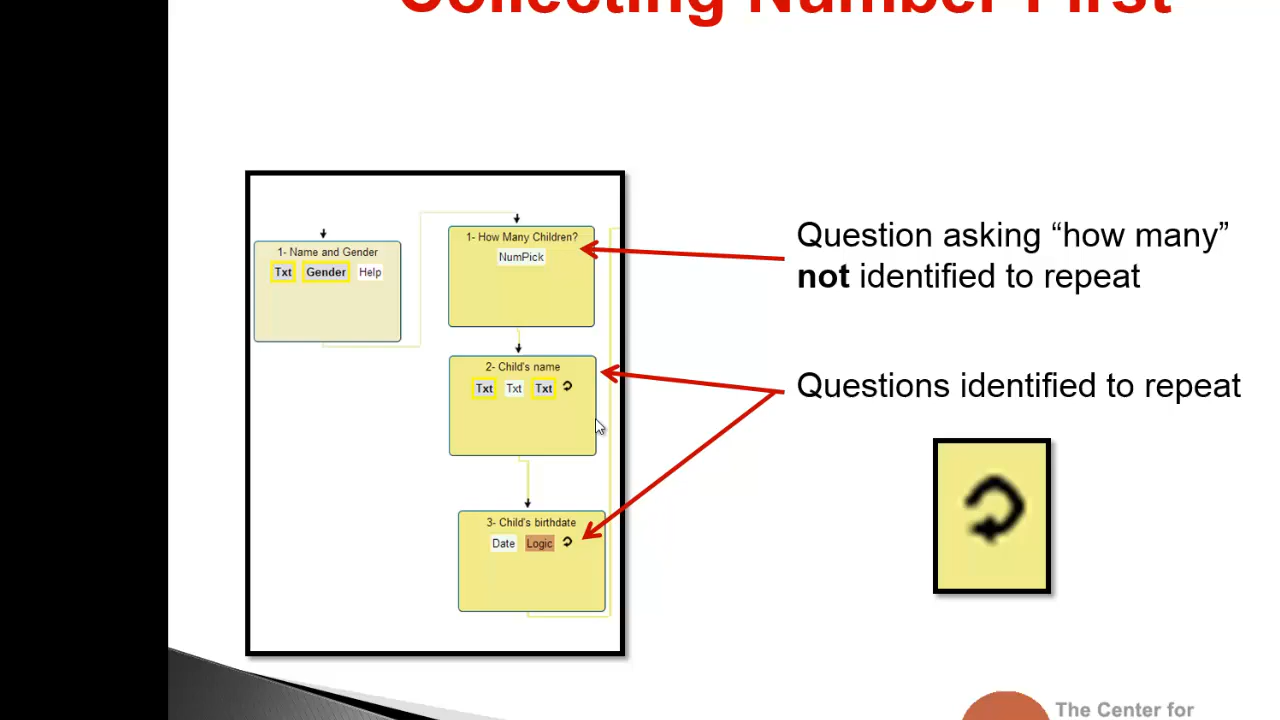 Collecting Number First
1- Name and Gender
Txt Gender Help
1- How Many Children?
NumPick
2- Child's name
Txt Txt Txt
3- Child's birthdate
Date Logic
Question asking “how many”
not identified to repeat
Questions identified to repeat
The Center for